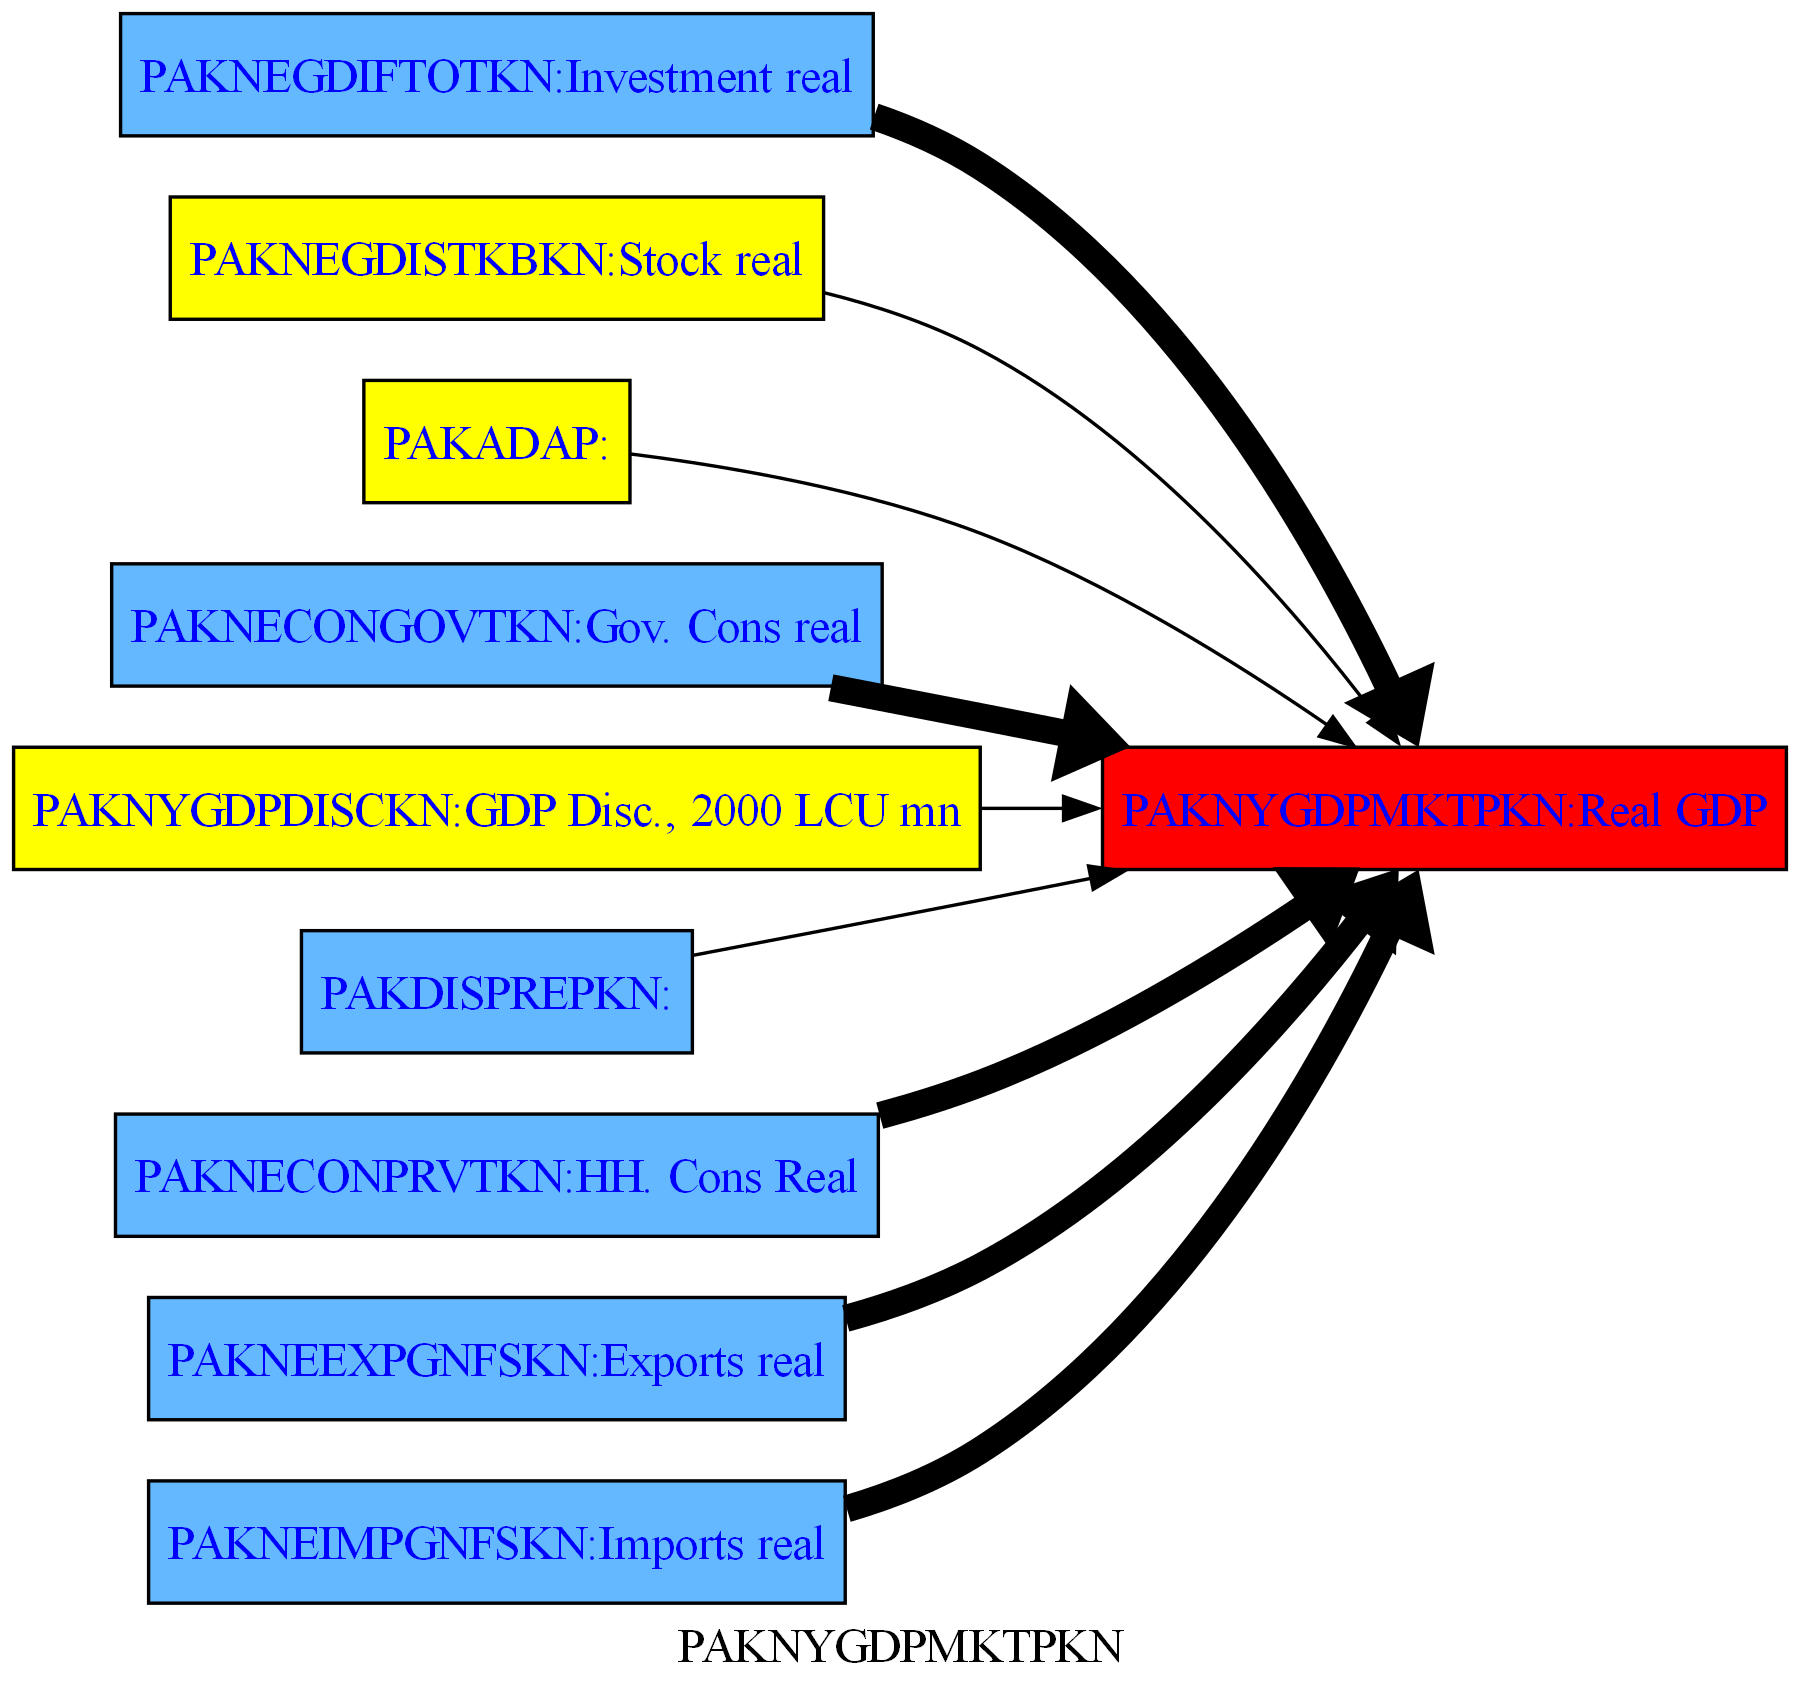 PAKNEGDIFTOTKN:Investment real
PAKNEGDISTKBKN:Stock real
PAKADAP:
PAKNECONGOVTKN:Gov. Cons real
PAKNYGDPDISCKN:GDP Disc., 2000 LCU mn
PAKNYGDPMKTPKN:Real GDP
PAKDISPREPKN:
PAKNECONPRVTKN:HH. Cons Real
PAKNEEXPGNFSKN:Exports real
PAKNEIMPGNFSKN:Imports real
PAKNYGDPMKTPKN